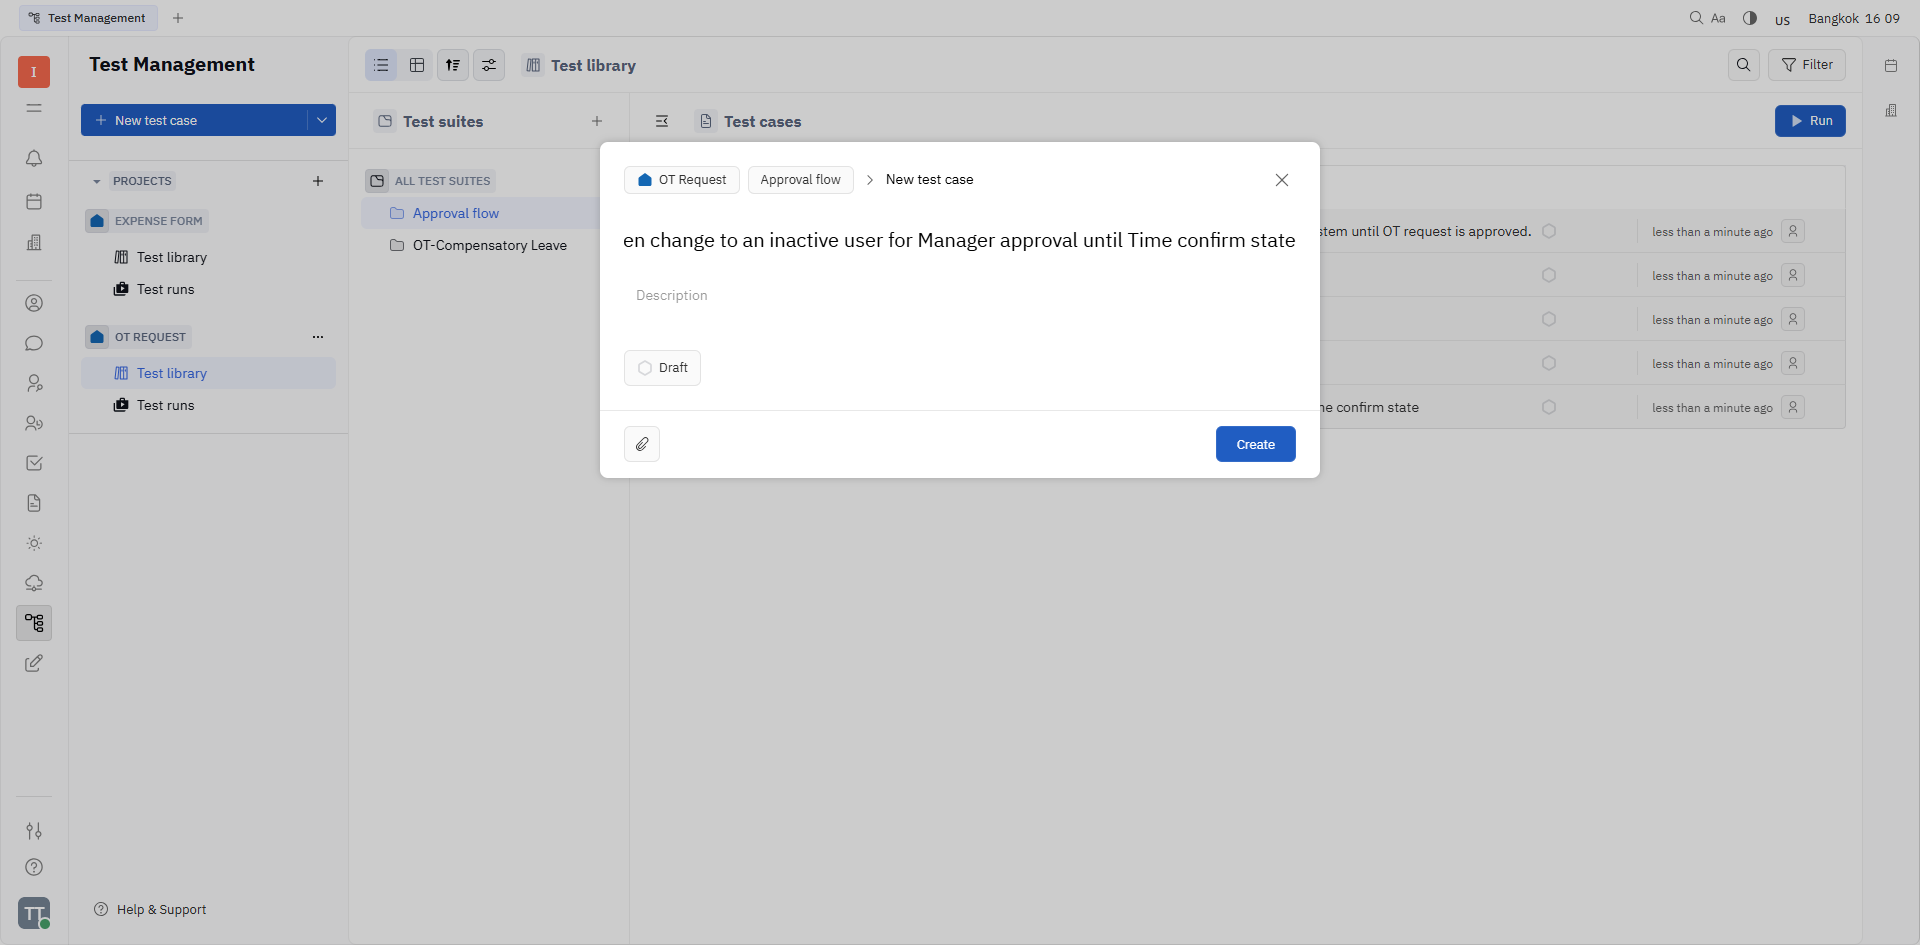 Test Management
Aa
US
Bangkok 16 09
I
Test Management
New test case
PROJECTS
EXPENSE FORM
Test library
Test runs
OT REQUEST
Test library
Test runs
Help & Support
TT
Test library
Filter
Test suites
Test cases
Run
ALL TEST SUITES
Approval flow
OT-Compensatory Leave
until OT request is approved.
less than a minute ago
less than a minute ago
less than a minute ago
less than a minute ago
confirm state
less than a minute ago
OT Request
Approval flow
New test case
en change to an inactive user for Manager approval until Time confirm state
Description
Draft
Create